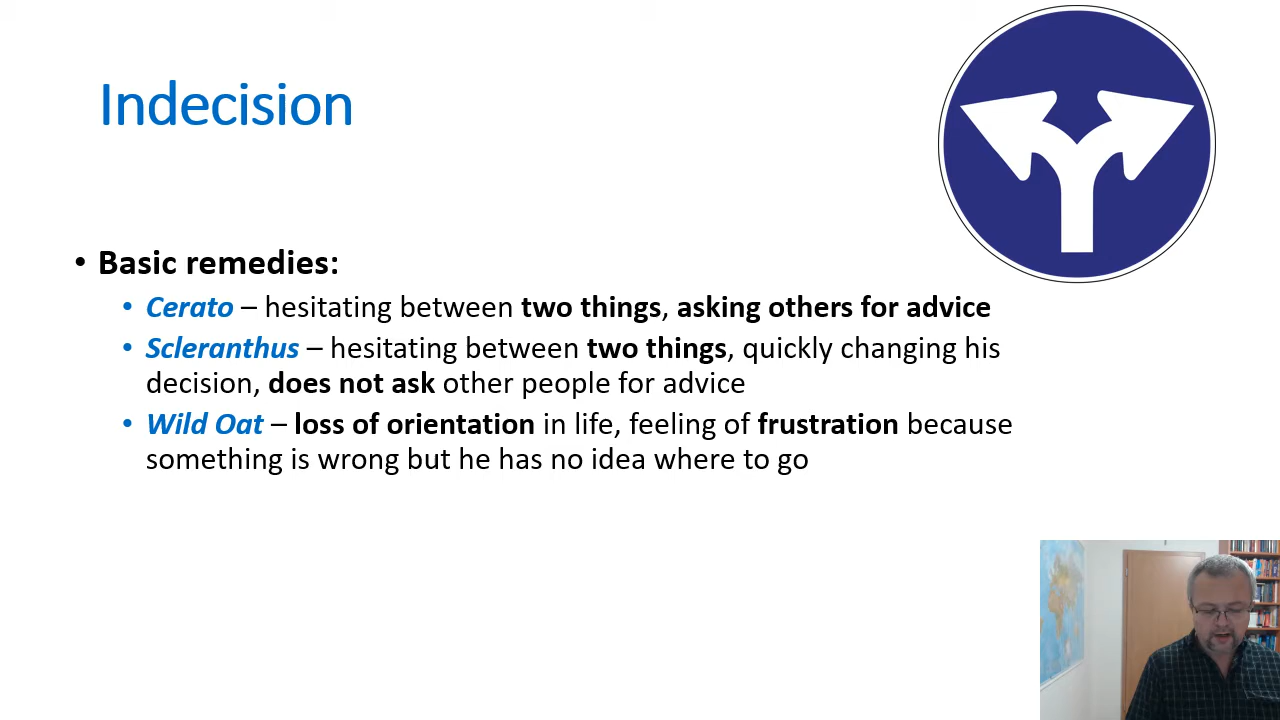 Indecision
• Basic remedies:
• Cerato – hesitating between two things, asking others for advice
• Scleranthus – hesitating between two things, quickly changing his
decision, does not ask other people for advice
• Wild Oat – loss of orientation in life, feeling of frustration because
something is wrong but he has no idea where to go